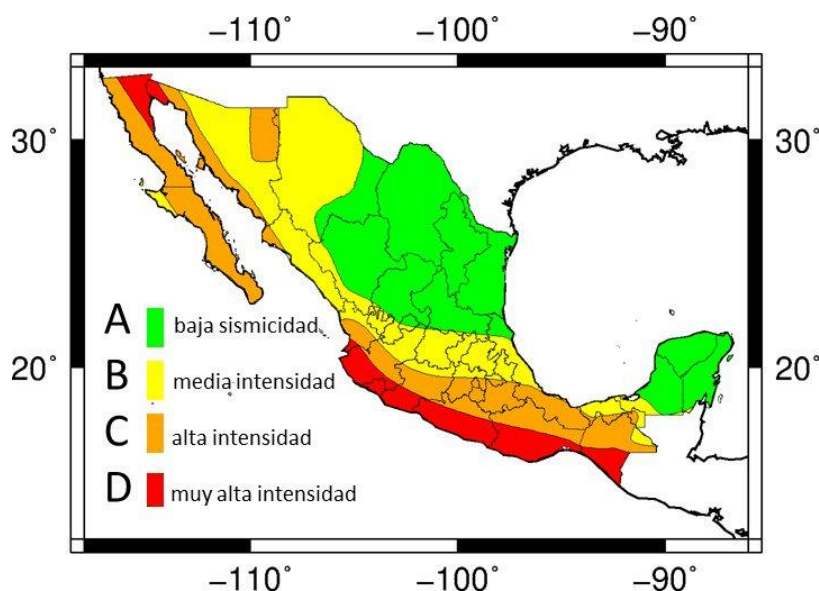 −110° −100° −90°
30° 30°
20° 20°
A baja sismicidad
B media intensidad
C alta intensidad
D muy alta intensidad
−110° −100° −90°